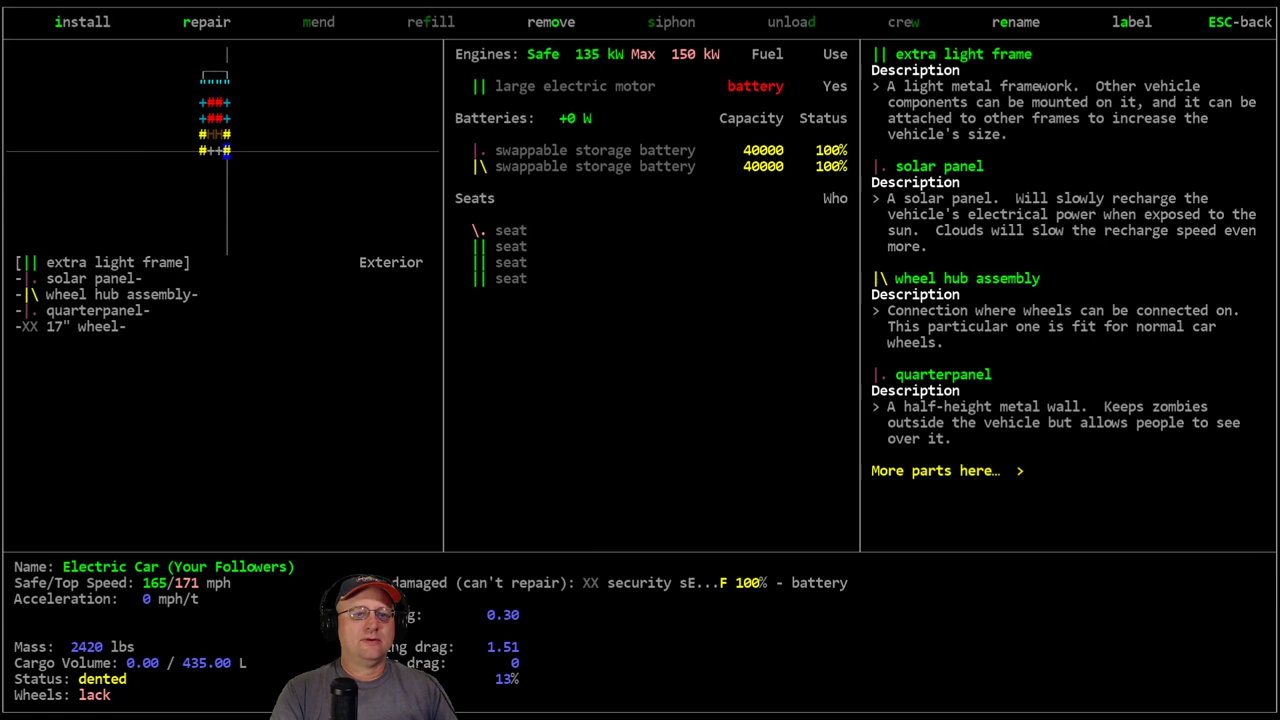 install repair mend refill remove siphon unload crew rename label ESC-back
[|| extra light frame] Exterior
-|. solar panel-
-|\ wheel hub assembly-
-|. quarterpanel-
-XX 17" wheel-
Engines: Safe 135 kW Max 150 kW Fuel Use
|| large electric motor battery Yes
Batteries: +0 W Capacity Status
|. swappable storage battery 40000 100%
|\ swappable storage battery 40000 100%
Seats Who
\. seat
|| seat
|| seat
|| seat
|| extra light frame
Description
> A light metal framework. Other vehicle
components can be mounted on it, and it can be
attached to other frames to increase the
vehicle's size.
|. solar panel
Description
> A solar panel. Will slowly recharge the
vehicle's electrical power when exposed to the
sun. Clouds will slow the recharge speed even
more.
|\ wheel hub assembly
Description
> Connection where wheels can be connected on.
This particular one is fit for normal car
wheels.
|. quarterpanel
Description
> A half-height metal wall. Keeps zombies
outside the vehicle but allows people to see
over it.
More parts here… >
Name: Electric Car (Your Followers)
Safe/Top Speed: 165/171 mph
Acceleration: 0 mph/t
Mass: 2420 lbs
Cargo Volume: 0.00 / 435.00 L
Status: dented
Wheels: lack
damaged (can't repair): XX security sE...F 100% - battery
0.30
drag: 1.51
drag: 0
13%